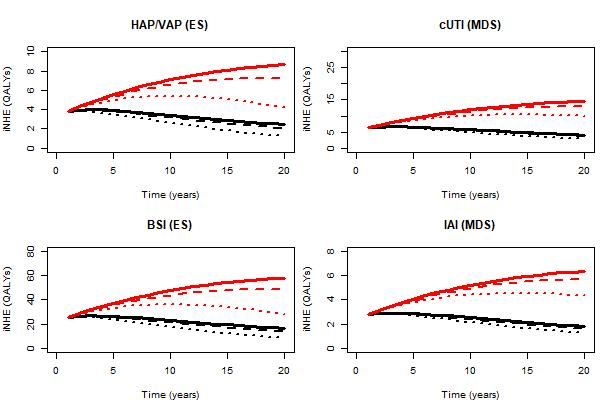 HAP/VAP (ES)
iNHE (QALYs)
10
8
6
4
2
0
0 5 10 15 20
Time (years)
cUTI (MDS)
iNHE (QALYs)
25
15
5
0
0 5 10 15 20
Time (years)
BSI (ES)
iNHE (QALYs)
80
60
40
20
0
0 5 10 15 20
Time (years)
IAI (MDS)
iNHE (QALYs)
8
6
4
2
0
0 5 10 15 20
Time (years)